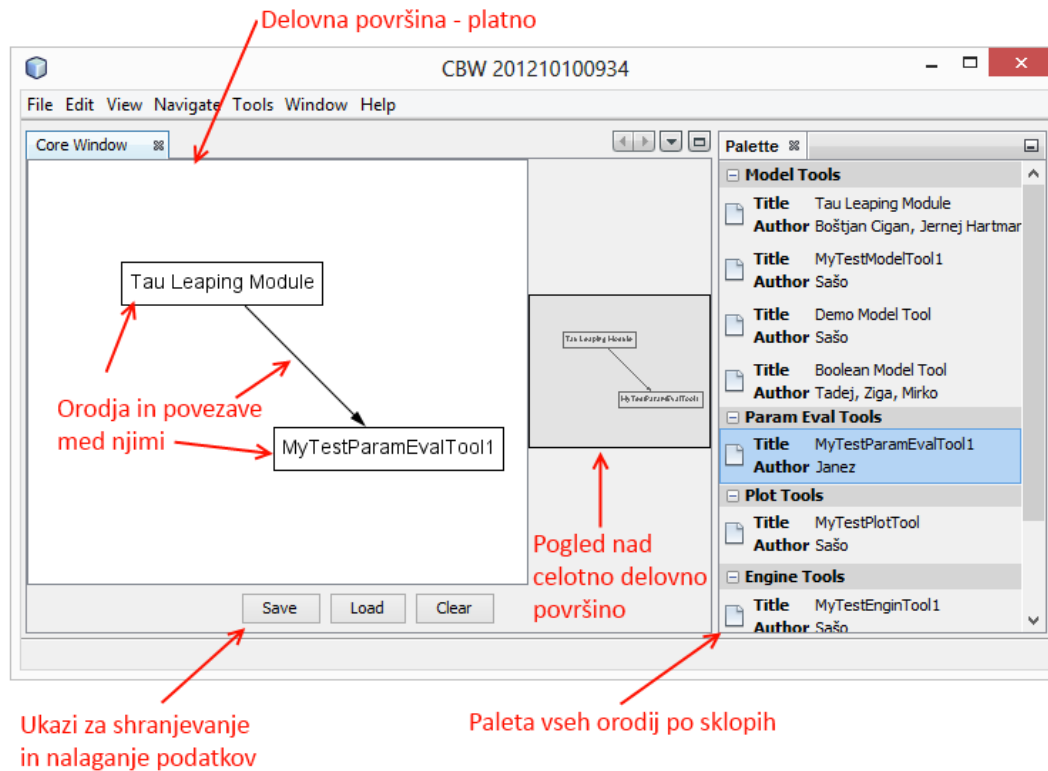 Delovna površina - platno
CBW 201210100934
File Edit View Navigate Tools Window Help
Core Window
Palette
Model Tools
Title Tau Leaping Module
Author Boštjan Cigan, Jernej Hartmar
Title MyTestModelTool1
Author Sašo
Title Demo Model Tool
Author Sašo
Title Boolean Model Tool
Author Tadej, Ziga, Mirko
Param Eval Tools
Title MyTestParamEvalTool1
Author Janez
Plot Tools
Title MyTestPlotTool
Author Sašo
Engine Tools
Title MyTestEnginTool1
Author Sašo
Tau Leaping Module
Orodja in povezave
med njimi
MyTestParamEvalTool1
Tau Leaping Module
MyTestParamEvalTool1
Pogled nad
celotno delovno
površino
Save Load Clear
Ukazi za shranjevanje
in nalaganje podatkov
Paleta vseh orodij po sklopih